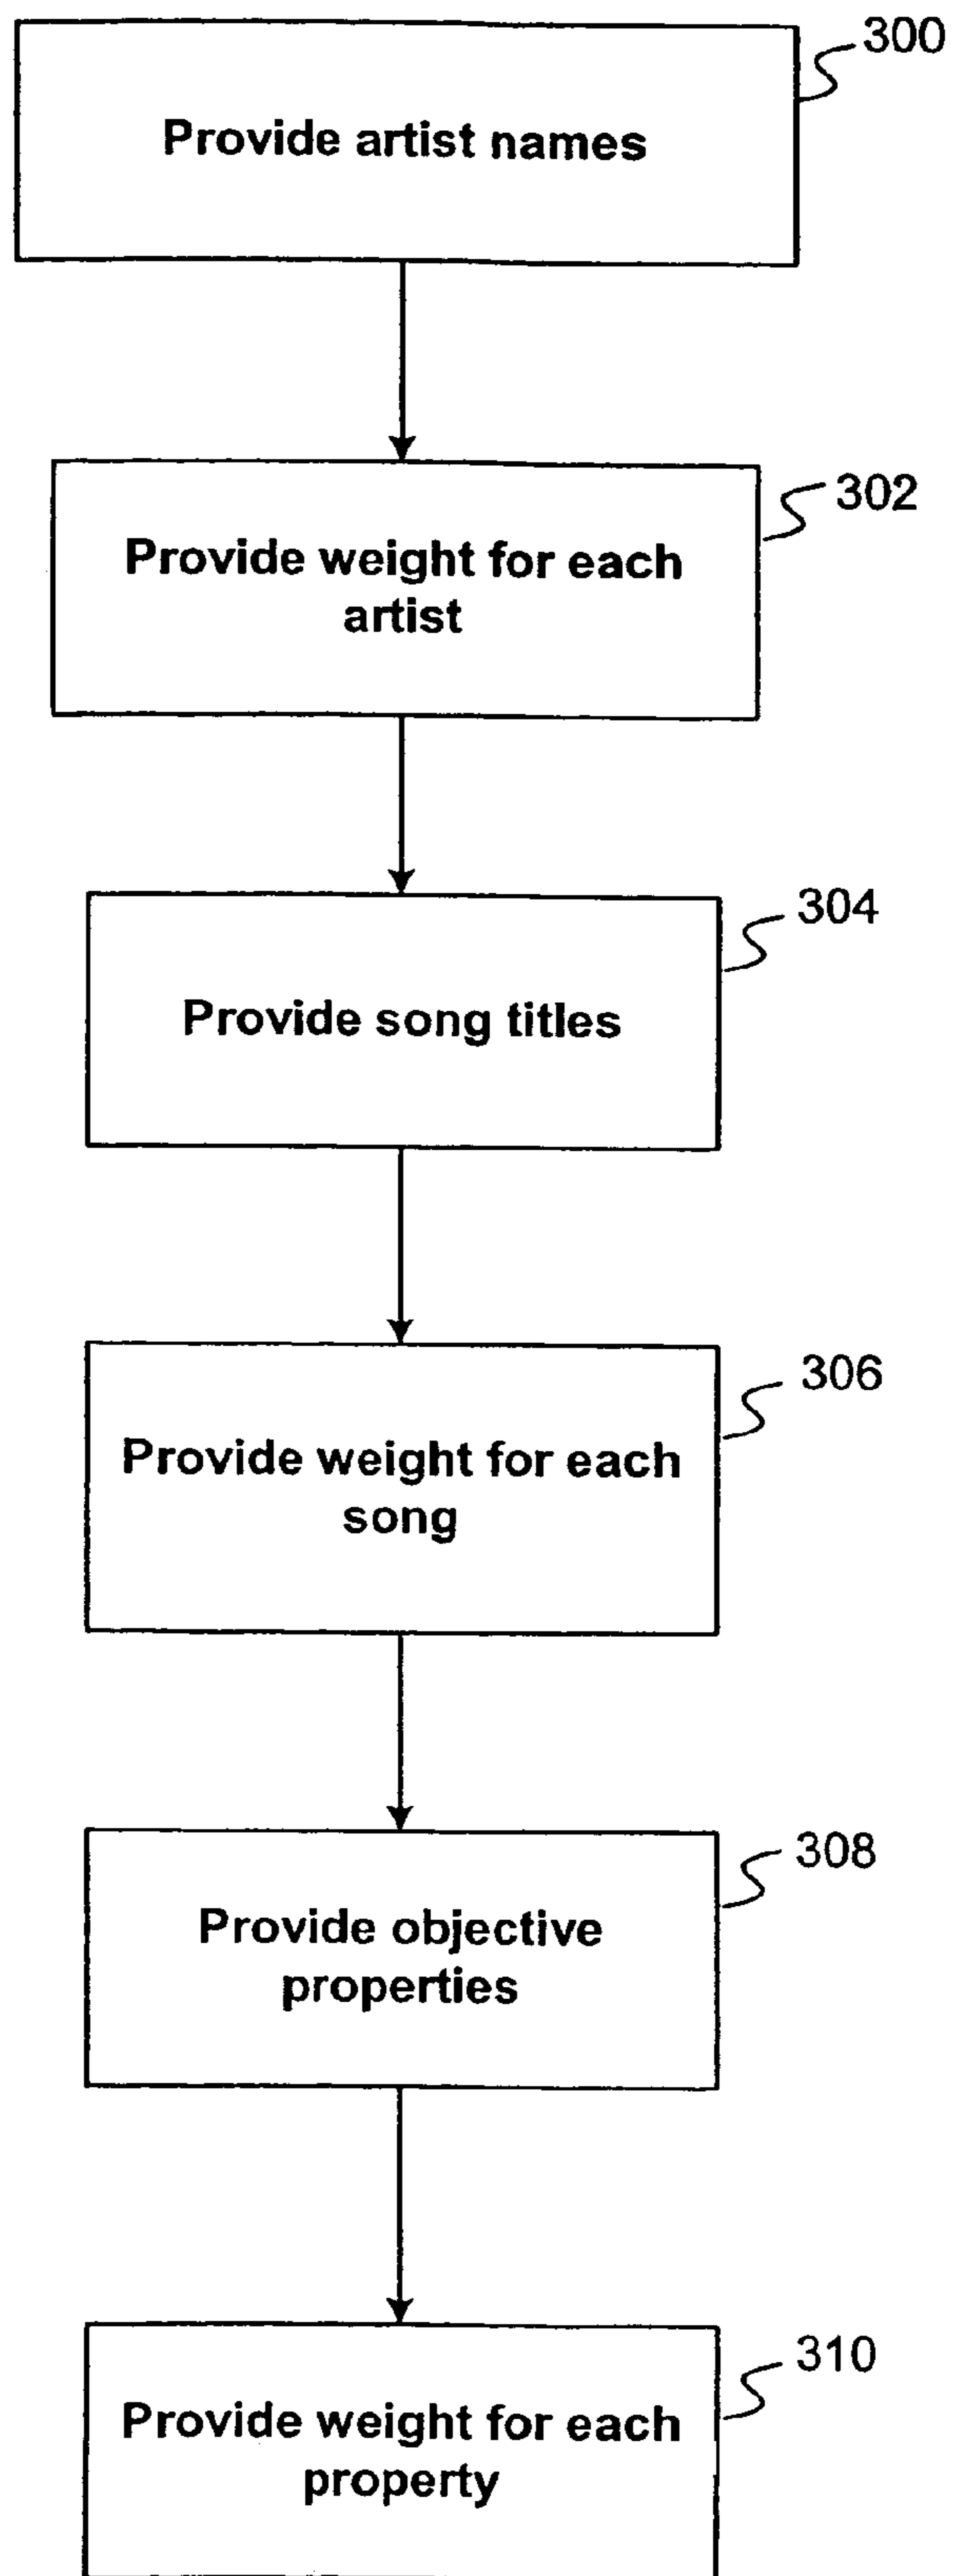 300
Provide artist names
302
Provide weight for each
artist
304
Provide song titles
306
Provide weight for each
song
308
Provide objective
properties
310
Provide weight for each
property